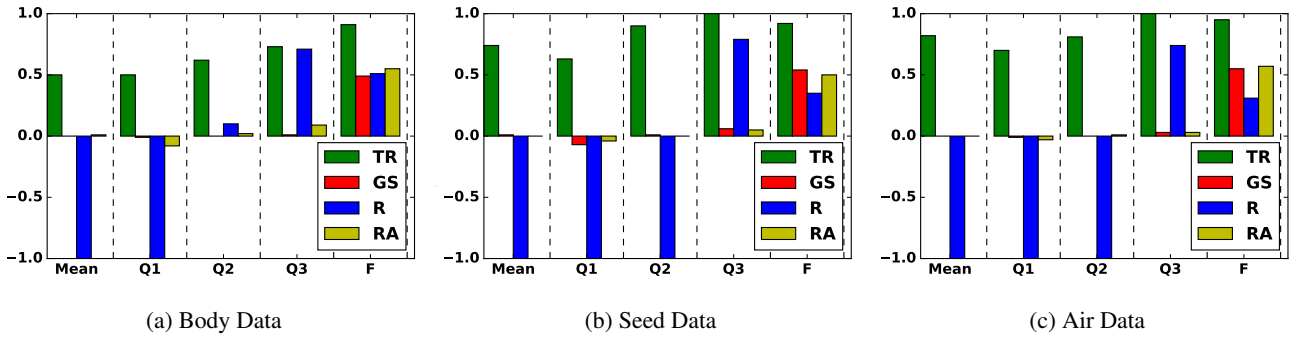 1.0
0.5
0.0
−0.5
−1.0
Mean Q1 Q2 Q3 F
TR
GS
R
RA
(a) Body Data
1.0
0.5
0.0
−0.5
−1.0
Mean Q1 Q2 Q3 F
TR
GS
R
RA
(b) Seed Data
1.0
0.5
0.0
−0.5
−1.0
Mean Q1 Q2 Q3 F
TR
GS
R
RA
(c) Air Data